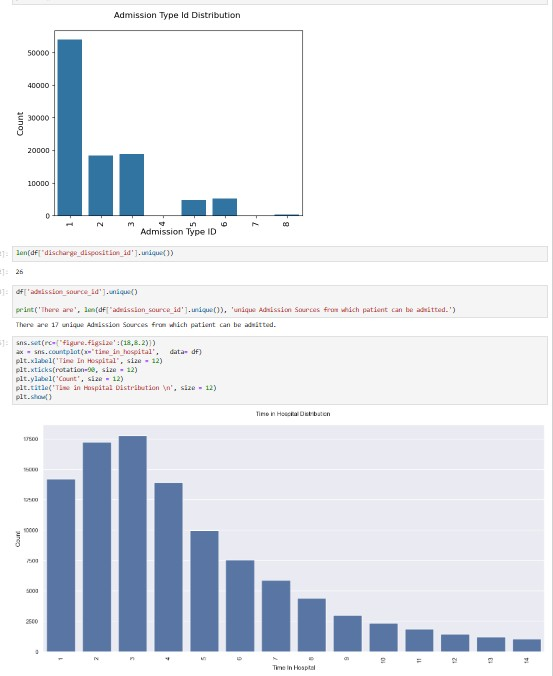 Admission Type Id Distribution
50000
40000
30000
20000
10000
0
Count
1 2 3 4 5 6 7 8
Admission Type ID
len(df['discharge_disposition_id'].unique())
26
df['admission_source_id'].unique()
print('There are', len(df['admission_source_id'].unique()), 'unique Admission Sources from which patient can be admitted.')
There are 17 unique Admission Sources from which patient can be admitted.
sns.set(rc={'figure.figsize':(18,8.2)})
ax = sns.countplot(x='time_in_hospital', data= df)
plt.xlabel('Time in Hospital', size = 12)
plt.xticks(rotation=90, size = 12)
plt.ylabel('Count', size = 12)
plt.title('Time in Hospital Distribution \n', size = 12)
plt.show()
Time in Hospital Distribution
17500
15000
12500
10000
7500
5000
2500
0
Count
1 2 3 4 5 6 7 8 9 10 11 12 13 14
Time In Hospital